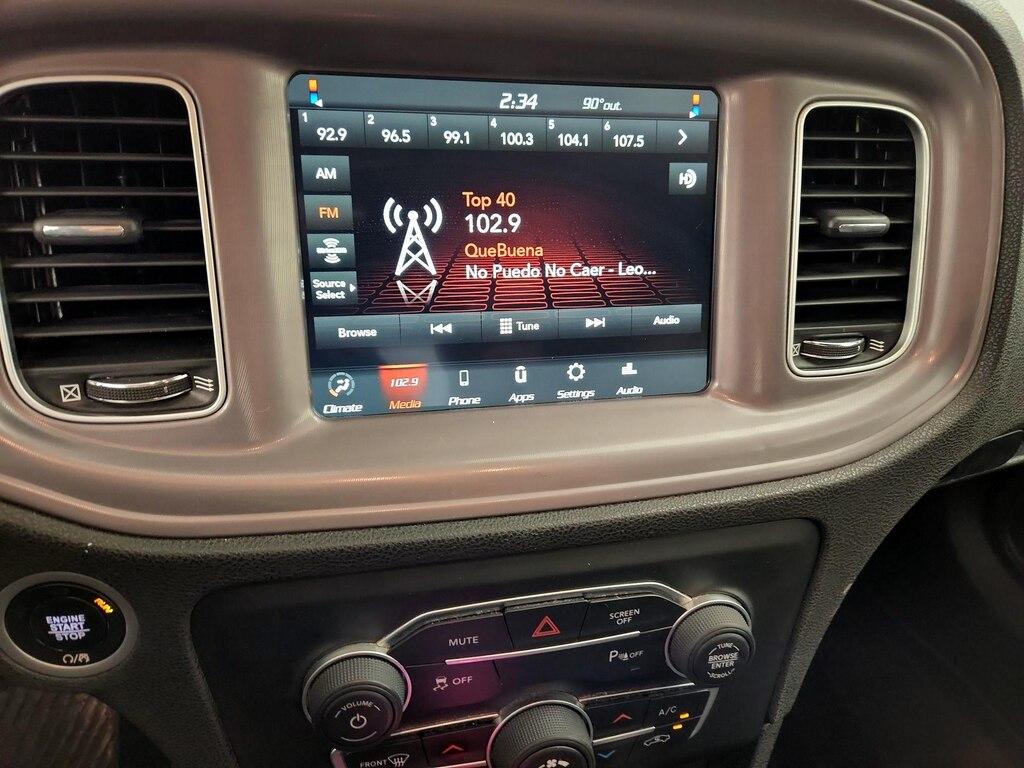 2:34 90°out.
1 92.9 2 96.5 3 99.1 4 100.3 5 104.1 6 107.5
AM
FM
Source
Select
Top 40
102.9
QueBuena
No Puedo No Caer - Leo...
HD
Browse Tune Audio
Climate 102.9 Media Phone Apps Settings Audio
RUN
ENGINE
START
STOP
MUTE SCREEN
OFF
OFF P OFF
TUNE
BROWSE
ENTER
SCROLL
VOLUME
A/C
FRONT